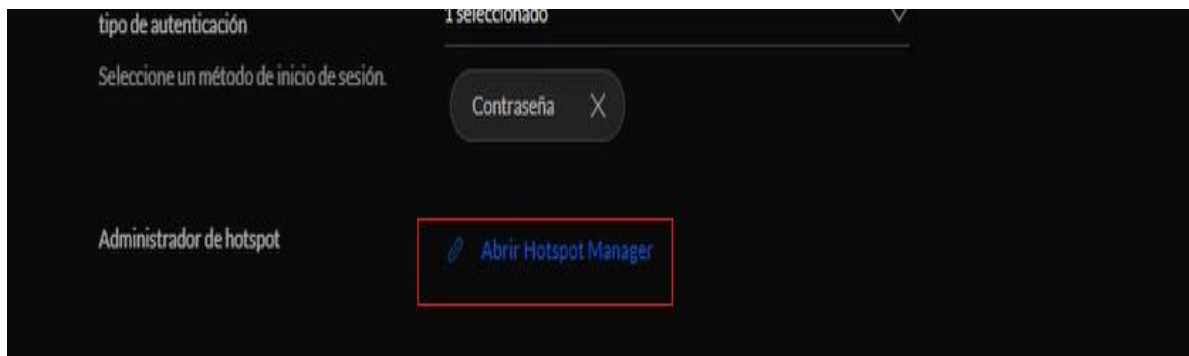 tipo de autenticación
1 seleccionado
Seleccione un método de inicio de sesión.
Contraseña
Administrador de hotspot
Abrir Hotspot Manager